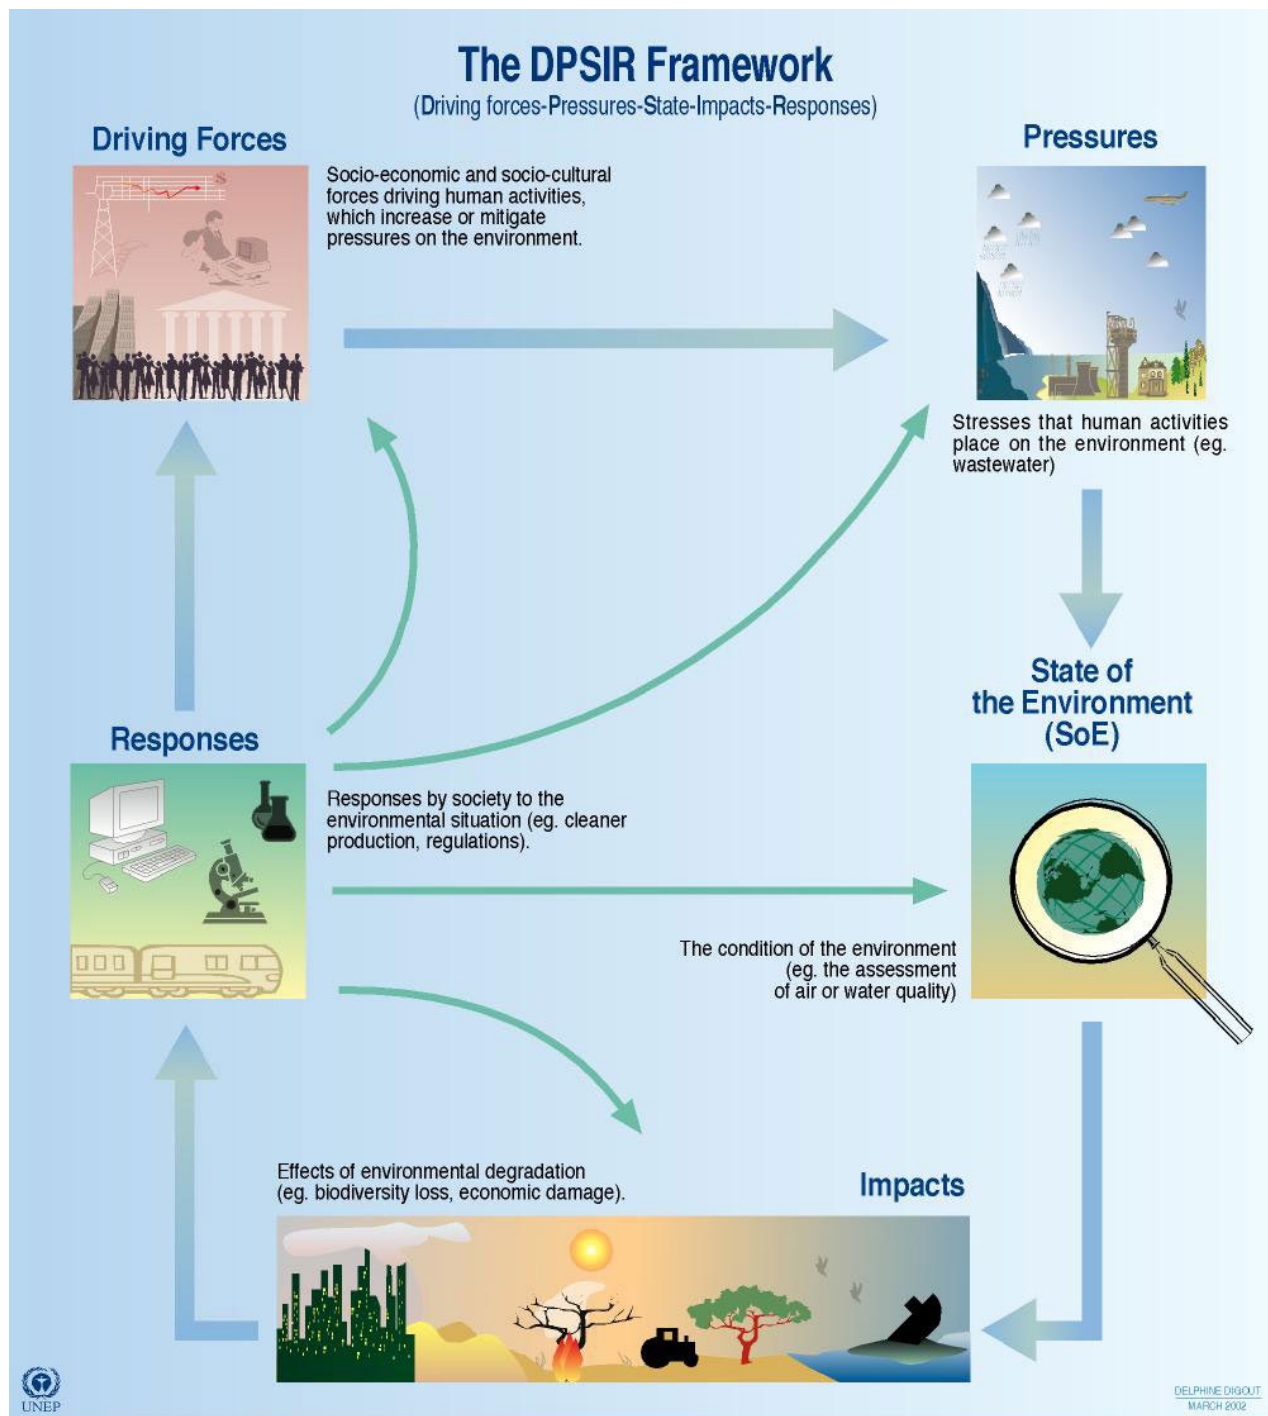 The DPSIR Framework
(Driving forces-Pressures-State-Impacts-Responses)
Driving Forces
Socio-economic and socio-cultural
forces driving human activities,
which increase or mitigate
pressures on the environment.
Pressures
Stresses that human activities
place on the environment (eg.
wastewater)
State of
the Environment
(SoE)
Responses
Responses by society to the
environmental situation (eg. cleaner
production, regulations).
The condition of the environment
(eg. the assessment
of air or water quality)
Effects of environmental degradation
(eg. biodiversity loss, economic damage).
Impacts
UNEP
DELPHINE DIGOUT
MARCH 2002